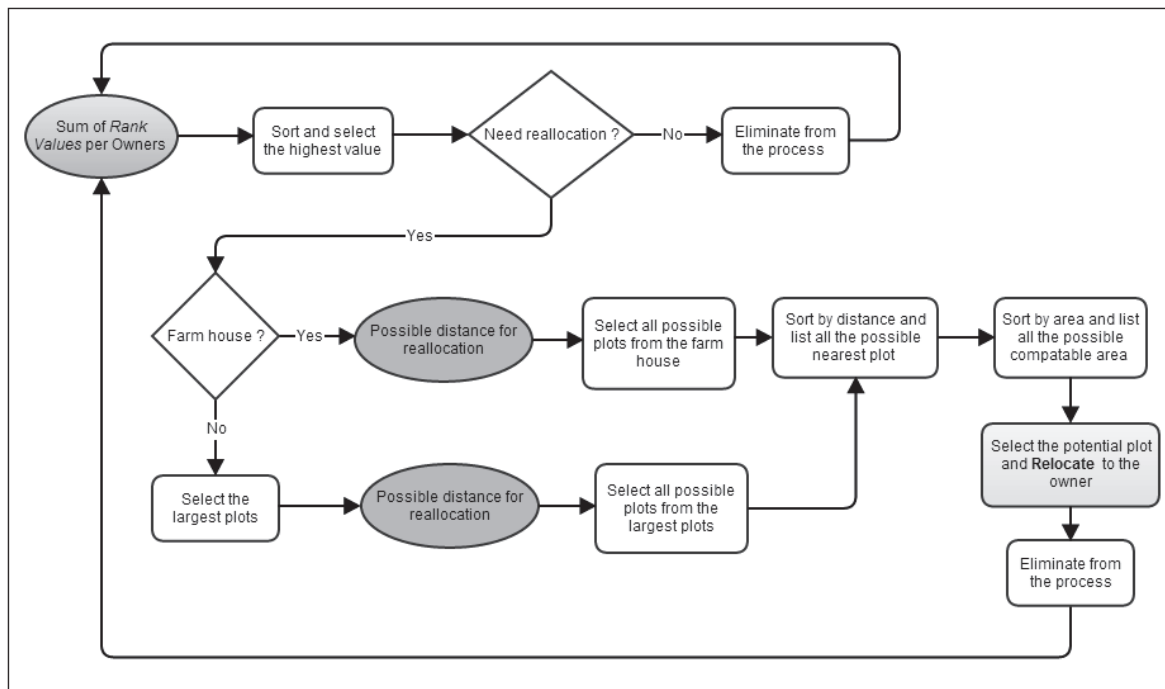 Sum of Rank
Values per Owners
Sort and select
the highest value
Need reallocation ?
No
Eliminate from
the process
Yes
Farm house ?
Yes
Possible distance for
reallocation
Select all possible
plots from the farm
house
Sort by distance and
list all the possible
nearest plot
Sort by area and list
all the possible
compatable area
No
Select the
largest plots
Possible distance for
reallocation
Select all possible
plots from the
largest plots
Select the potential plot
and Relocate to the
owner
Eliminate from
the process